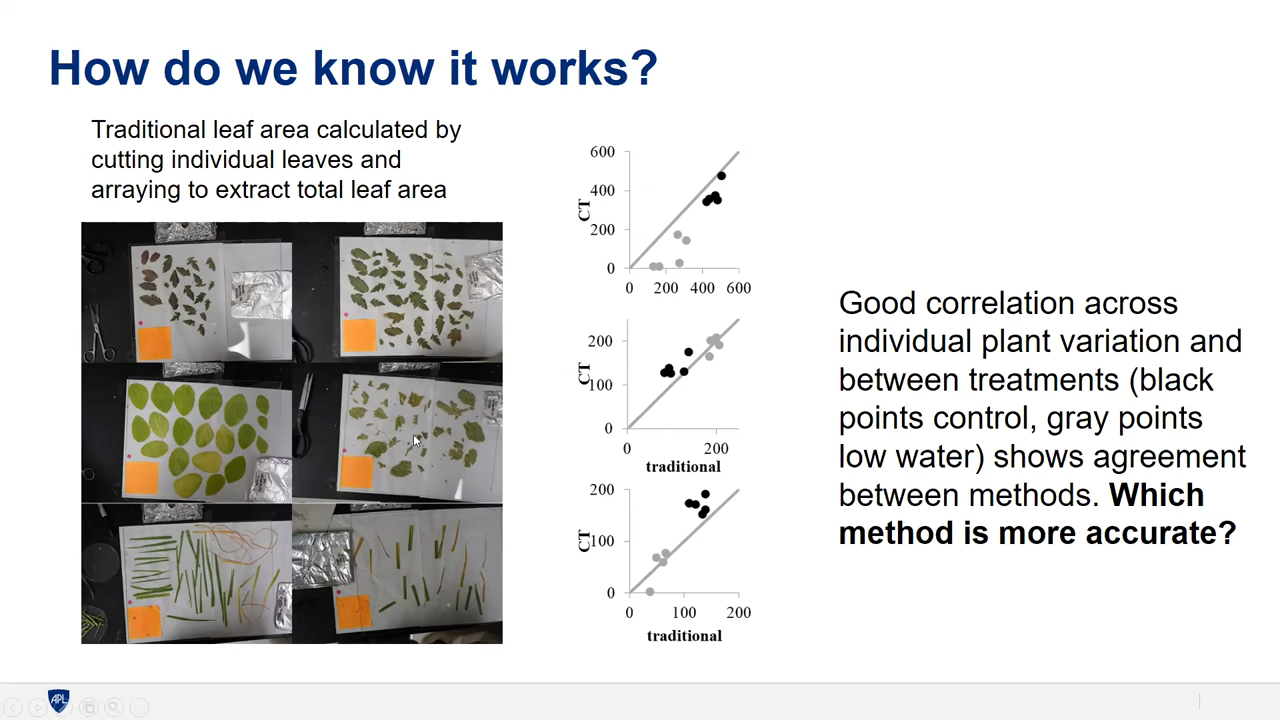 How do we know it works?
Traditional leaf area calculated by
cutting individual leaves and
arraying to extract total leaf area
600
400
200
0
CT
0 200 400 600
200
100
0
CT
0 200
traditional
200
100
0
CT
0 100 200
traditional
Good correlation across
individual plant variation and
between treatments (black
points control, gray points
low water) shows agreement
between methods. Which
method is more accurate?
APL